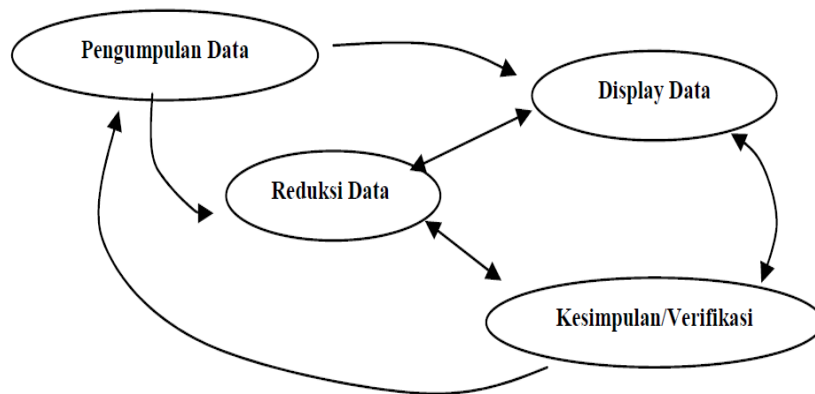 Pengumpulan Data
Display Data
Reduksi Data
Kesimpulan/Verifikasi